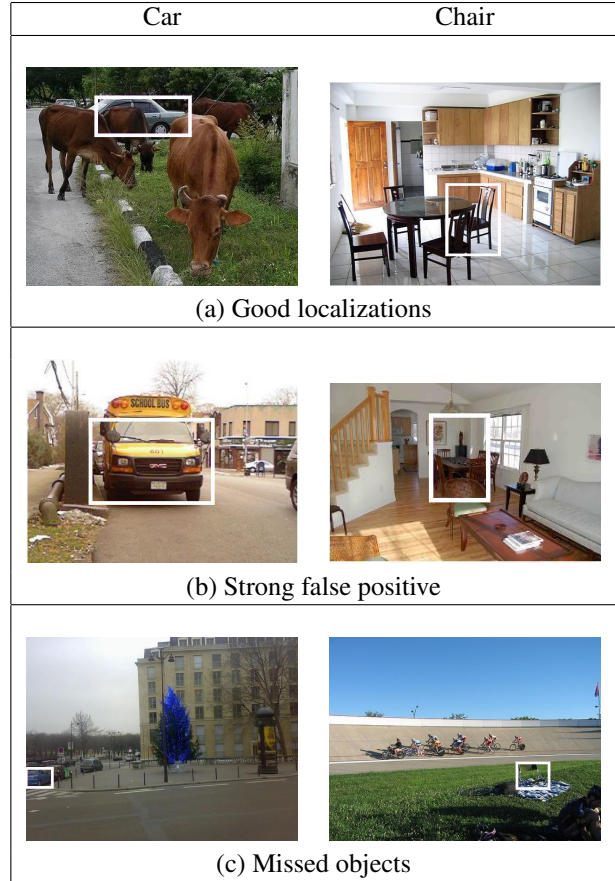 Car Chair
(a) Good localizations
SCHOOL BUS
601
GMC
(b) Strong false positive
(c) Missed objects